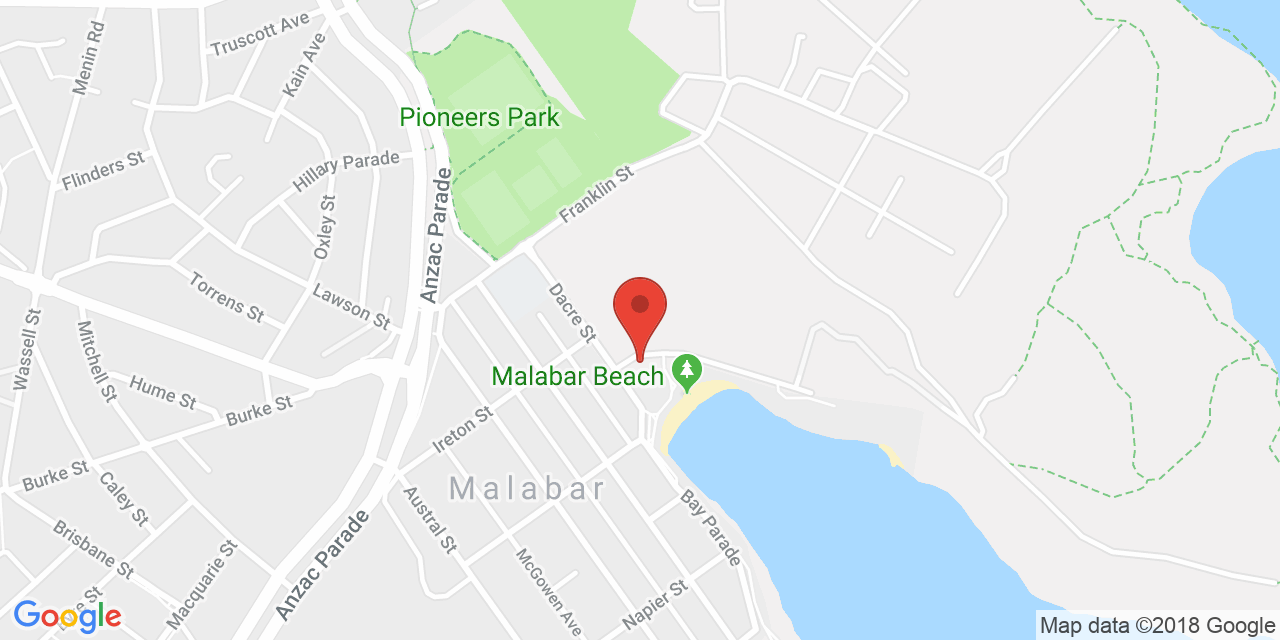 Truscott Ave
Menin Rd
Kain Ave
Pioneers Park
Flinders St
Hillary Parade
Franklin St
Oxley St
Anzac Parade
Torrens St
Lawson St
Dacre St
Wassell St
Mitchell St
Malabar Beach
Hume St
Burke St
Ireton St
Burke St
Malabar
Caley St
Austral St
Bay Parade
Brisbane St
Anzac Parade
Macquarie St
McGowen Ave
Napier St
St
Google
Map data ©2018 Google